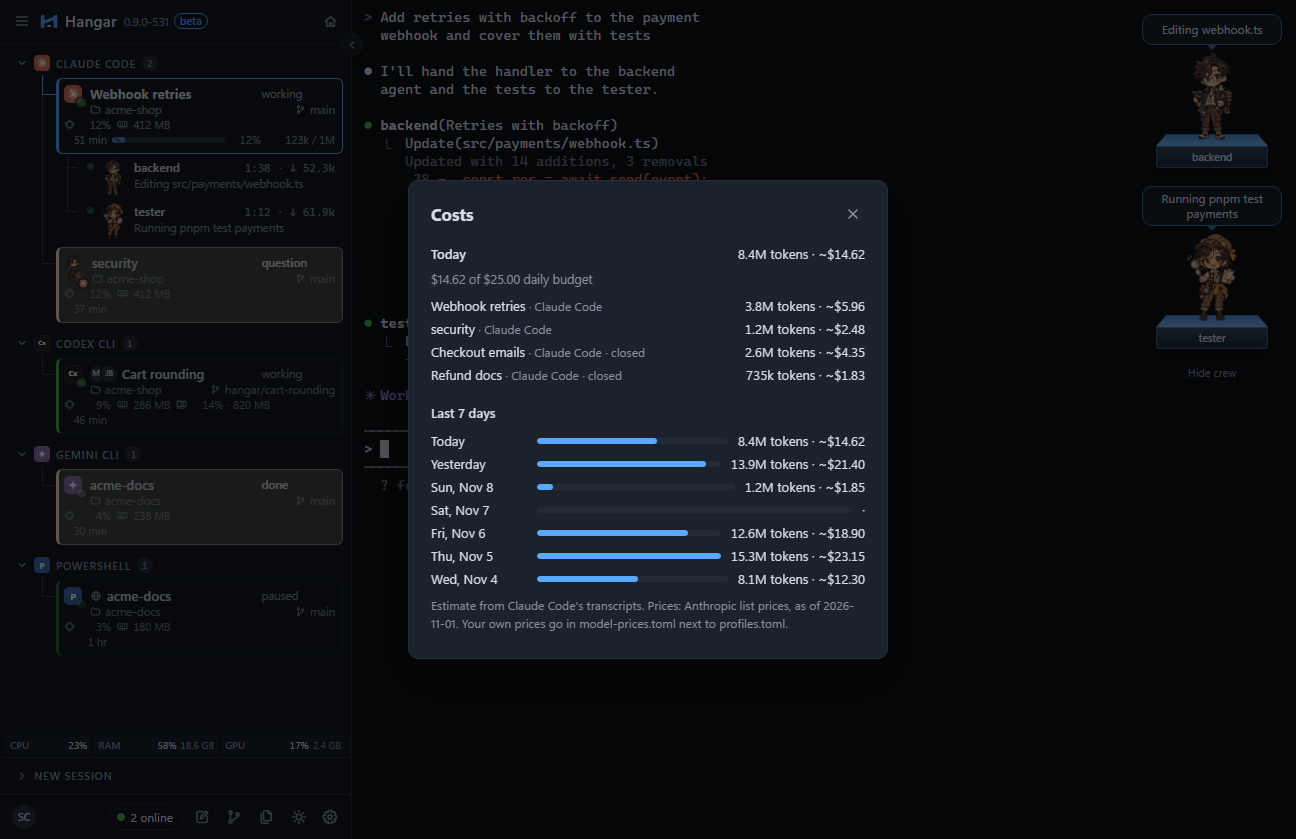 Hangar 0.9.0-531 beta
CLAUDE CODE 2
Webhook retries working
acme-shop main
12% 412 MB
51 min 12% 123k / 1M
backend 1:38 · ↓ 52.3k
Editing src/payments/webhook.ts
tester 1:12 · ↓ 61.9k
Running pnpm test payments
security question
acme-shop main
12% 412 MB
37 min
CODEX CLI 1
Cx JB Cart rounding working
acme-shop hangar/cart-rounding
9% 286 MB 14% · 820 MB
46 min
GEMINI CLI 1
acme-docs done
acme-docs main
4% 238 MB
30 min
POWERSHELL 1
P acme-docs paused
acme-docs main
3% 180 MB
1 hr
CPU 23% RAM 58% 18.6 GB GPU 17% 2.4 GB
NEW SESSION
SC 2 online
> Add retries with backoff to the payment
webhook and cover them with tests
● I'll hand the handler to the backend
agent and the tests to the tester.
● backend(Retries with backoff)
Update(src/payments/webhook.ts)
Updated with 14 additions, 3 removals
38 - const res = await send(event);
>
Costs
Today 8.4M tokens · ~$14.62
$14.62 of $25.00 daily budget
Webhook retries · Claude Code 3.8M tokens · ~$5.96
security · Claude Code 1.2M tokens · ~$2.48
Checkout emails · Claude Code · closed 2.6M tokens · ~$4.35
Refund docs · Claude Code · closed 735k tokens · ~$1.83
Last 7 days
Today 8.4M tokens · ~$14.62
Yesterday 13.9M tokens · ~$21.40
Sun, Nov 8 1.2M tokens · ~$1.85
Sat, Nov 7 ·
Fri, Nov 6 12.6M tokens · ~$18.90
Thu, Nov 5 15.3M tokens · ~$23.15
Wed, Nov 4 8.1M tokens · ~$12.30
Estimate from Claude Code's transcripts. Prices: Anthropic list prices, as of 2026-
11-01. Your own prices go in model-prices.toml next to profiles.toml.
Editing webhook.ts
backend
Running pnpm test
payments
tester
Hide crew